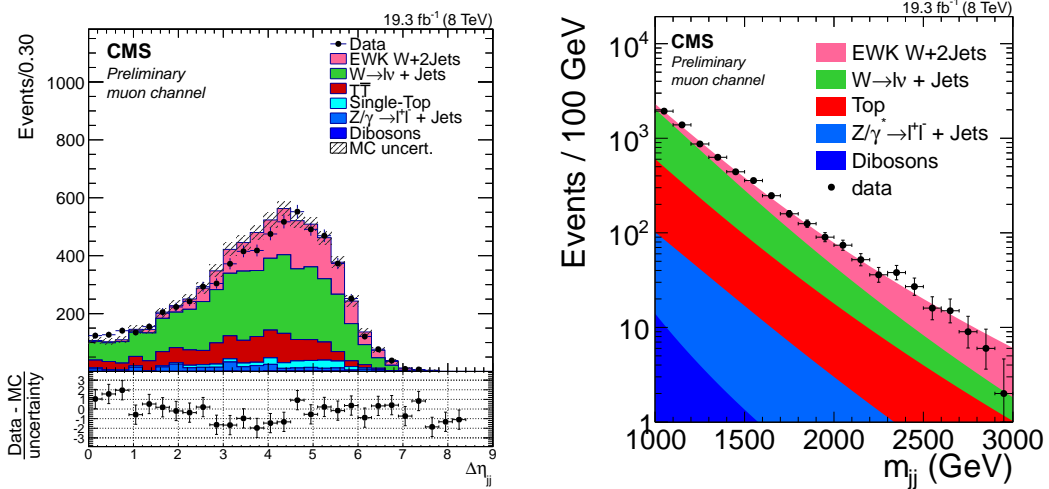 19.3 fb⁻¹ (8 TeV)
CMS
Preliminary
muon channel
Data
EWK W+2Jets
W→lν + Jets
TT̅
Single-Top
Z/γ*→l⁺l⁻ + Jets
Dibosons
MC uncert.
Events/0.30
1000
800
600
400
200
Data - MC
uncertainty
3
2
1
0
-1
-2
-3
0 1 2 3 4 5 6 7 8 9
Δηjj
19.3 fb⁻¹ (8 TeV)
CMS
Preliminary
muon channel
EWK W+2Jets
W→lν + Jets
Top
Z/γ*→l⁺l⁻ + Jets
Dibosons
data
Events / 100 GeV
10⁴
10³
10²
10
1
1000 1500 2000 2500 3000
mjj (GeV)